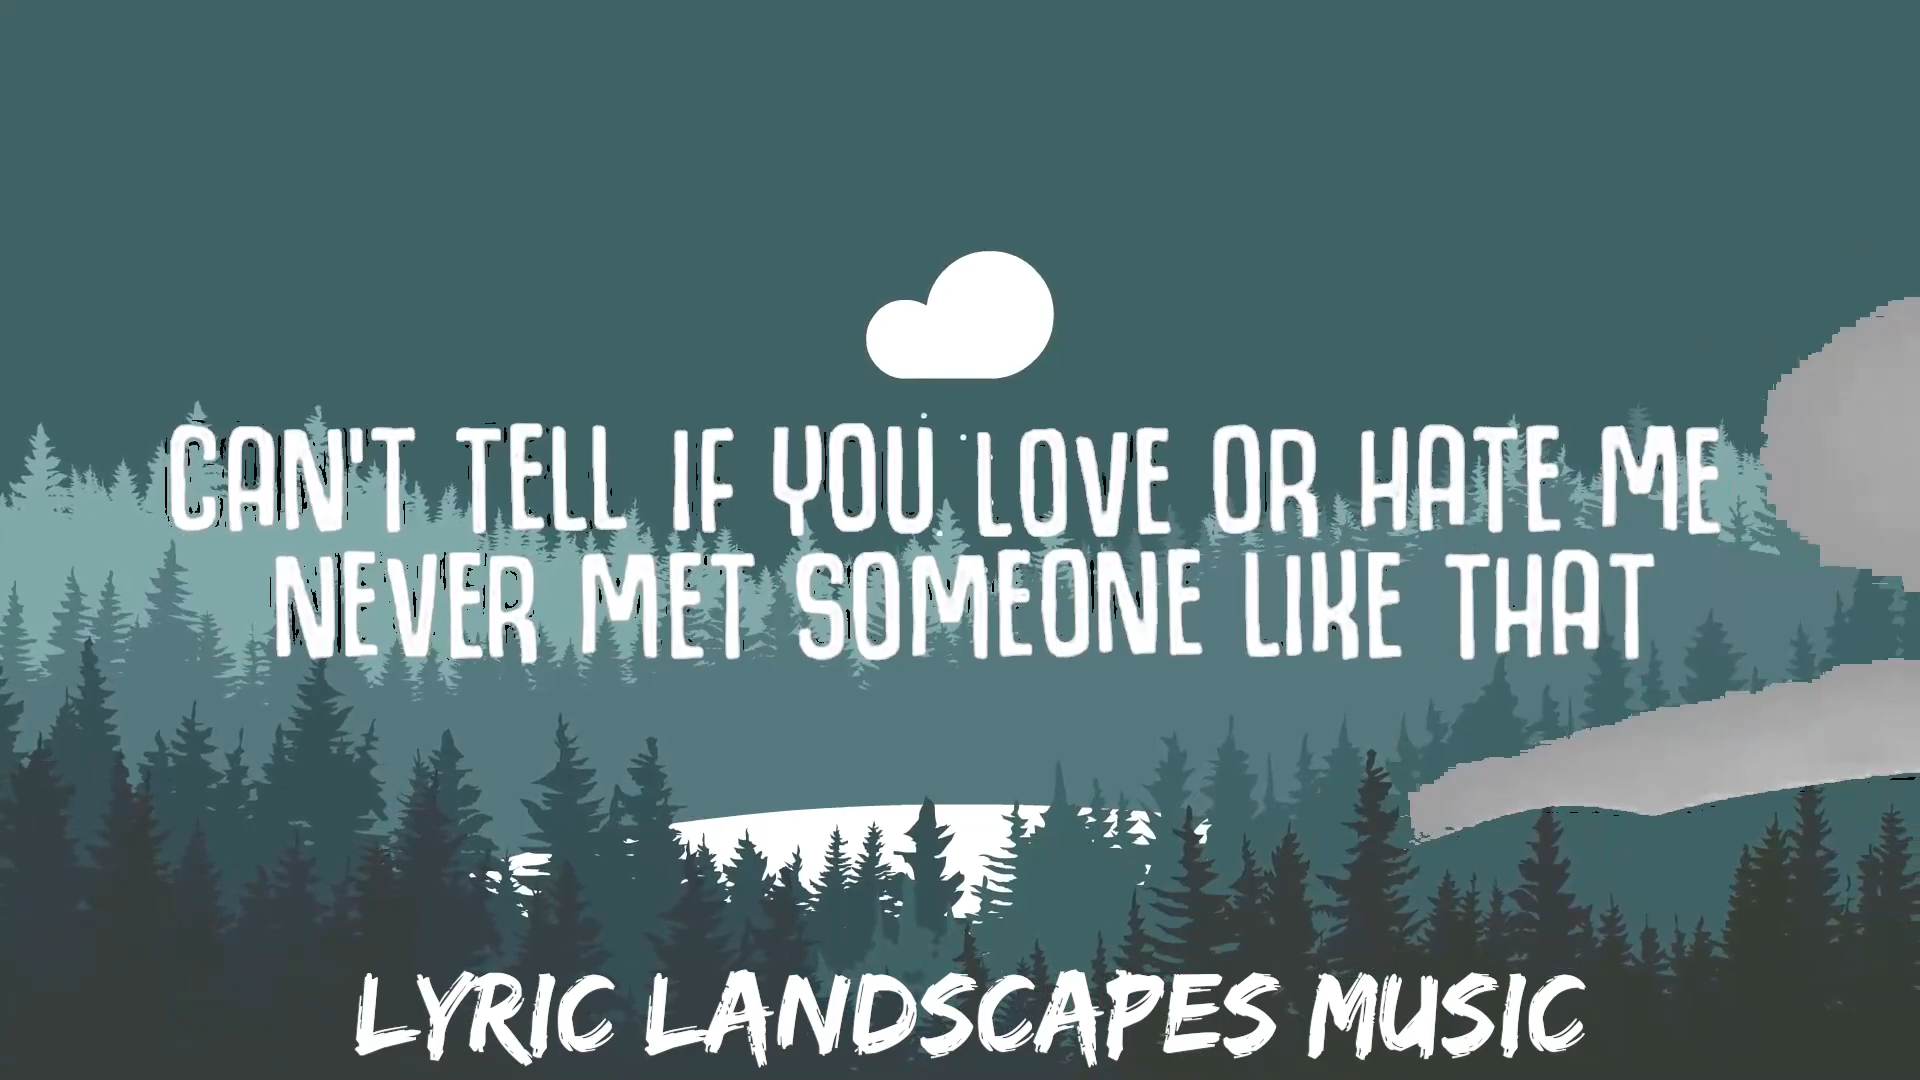 CAN'T TELL IF YOU LOVE OR HATE ME
NEVER MET SOMEONE LIKE THAT
LYRIC LANDSCAPES MUSIC